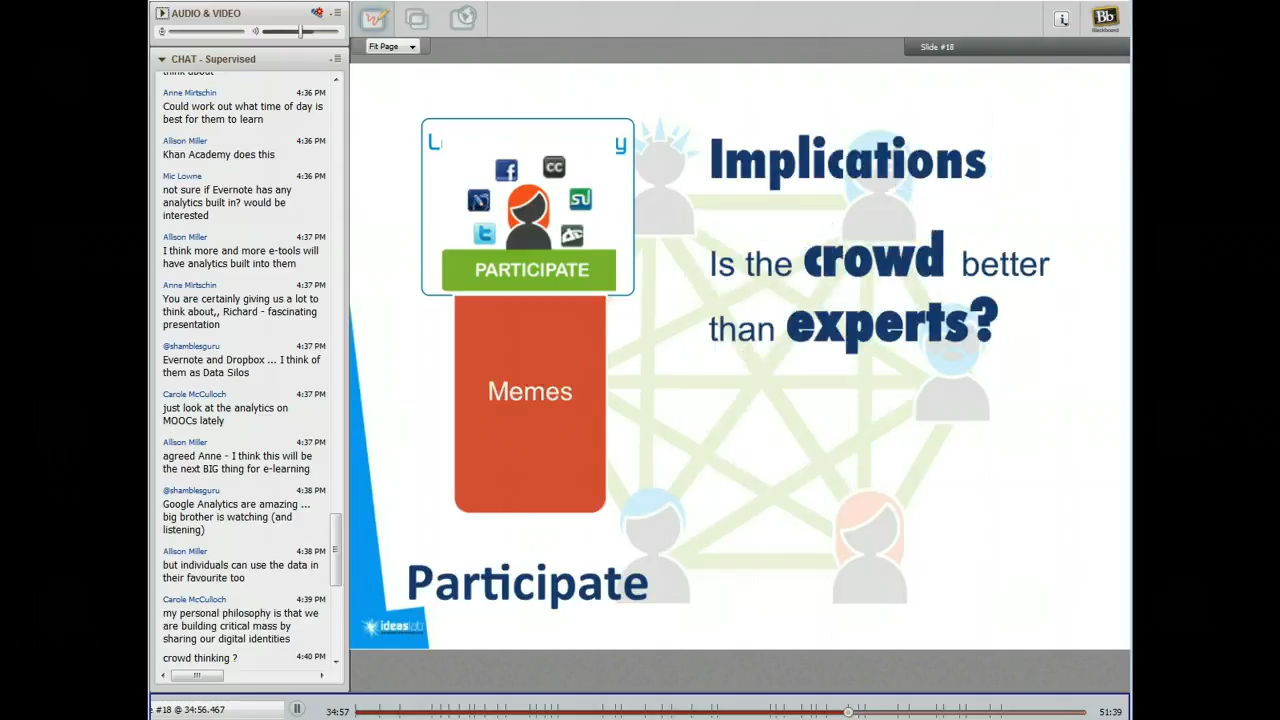 AUDIO & VIDEO
CHAT - Supervised
think about
Anne Mirtschin 4:36 PM
Could work out what time of day is
best for them to learn
Allison Miller 4:36 PM
Khan Academy does this
Mic Lowne 4:36 PM
not sure if Evernote has any
analytics built in? would be
interested
Allison Miller 4:37 PM
I think more and more e-tools will
have analytics built into them
Anne Mirtschin 4:37 PM
You are certainly giving us a lot to
think about,, Richard - fascinating
presentation
@shamblesguru 4:37 PM
Evernote and Dropbox ... I think of
them as Data Silos
Carole McCulloch 4:37 PM
just look at the analytics on
MOOCs lately
Allison Miller 4:37 PM
agreed Anne - I think this will be
the next BIG thing for e-learning
@shamblesguru 4:38 PM
Google Analytics are amazing ...
big brother is watching (and
listening)
Allison Miller 4:38 PM
but individuals can use the data in
their favourite too
Carole McCulloch 4:39 PM
my personal philosophy is that we
are building critical mass by
sharing our digital identities
crowd thinking ? 4:40 PM
#18 @ 34:56.467
34:57
51:39
Fit Page
Slide #18
Bb
Blackboard
L y
cc
PARTICIPATE
Memes
Participate
ideaslab
Implications
Is the crowd better
than experts?